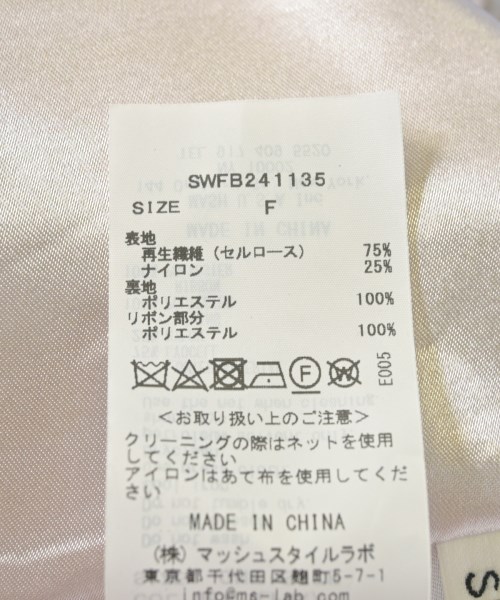 SWFB241135
SIZE F
表地
再生繊維 (セルロース) 75%
ナイロン 25%
裏地
ポリエステル 100%
リボン部分
ポリエステル 100%
F W E005
＜お取り扱い上のご注意＞
クリーニングの際はネットを使用
してください
アイロンはあて布を使用してくだ
さい
MADE IN CHINA
(株) マッシュスタイルラボ
東京都千代田区麹町5-7-1
info@ms-lab.com
S